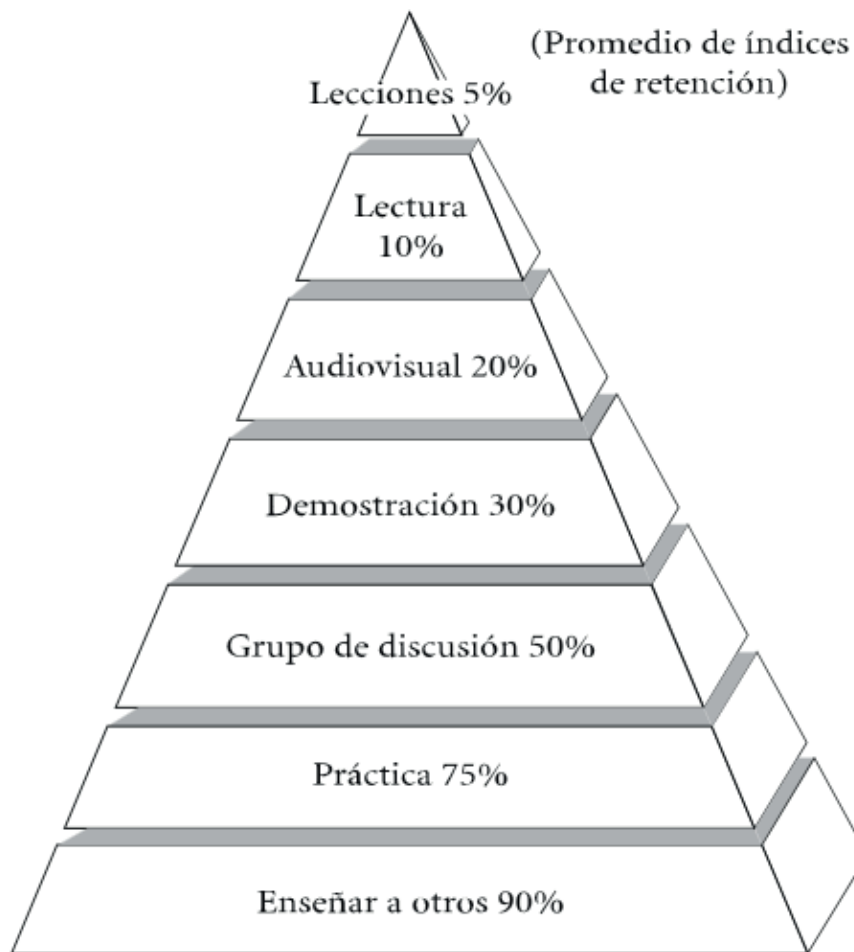 (Promedio de índices
de retención)
Lecciones 5%
Lectura
10%
Audiovisual 20%
Demostración 30%
Grupo de discusión 50%
Práctica 75%
Enseñar a otros 90%